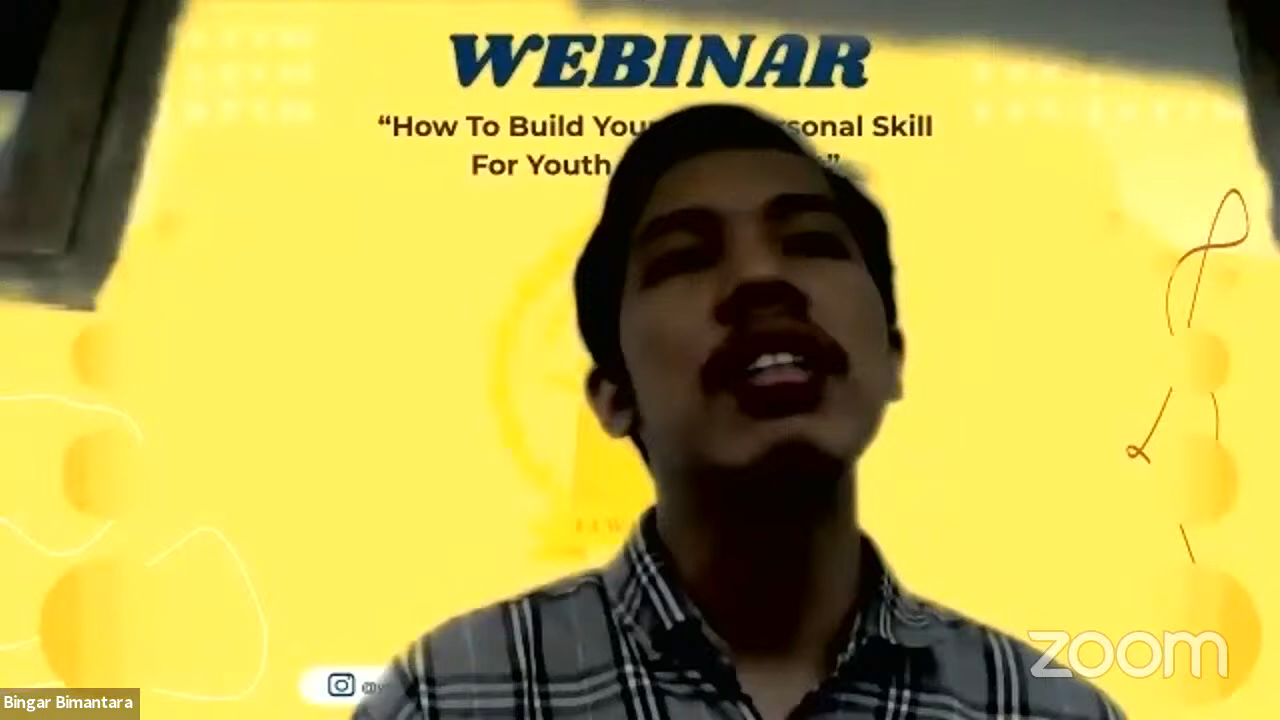 WEBINAR
“How To Build You sonal Skill
For Youth ”
Bingar Bimantara
zoom